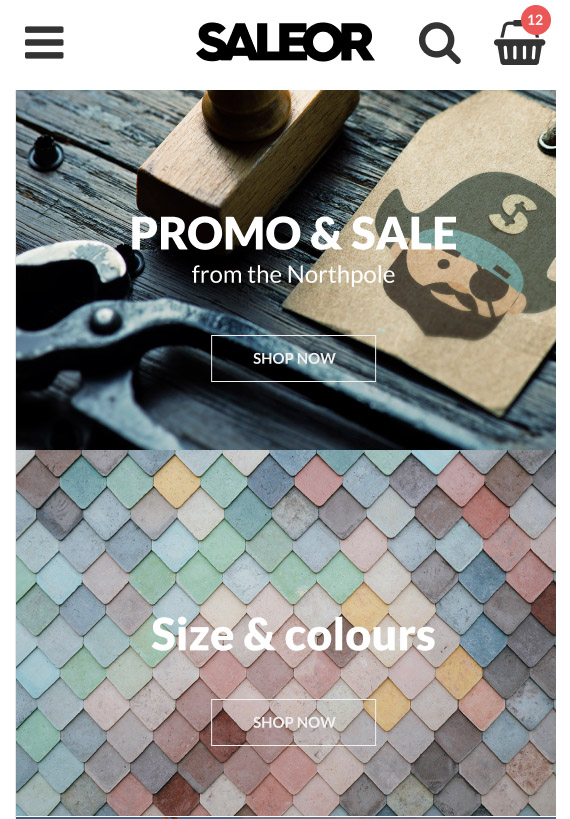 SALEOR
12
PROMO & SALE
from the Northpole
SHOP NOW
Size & colours
SHOP NOW